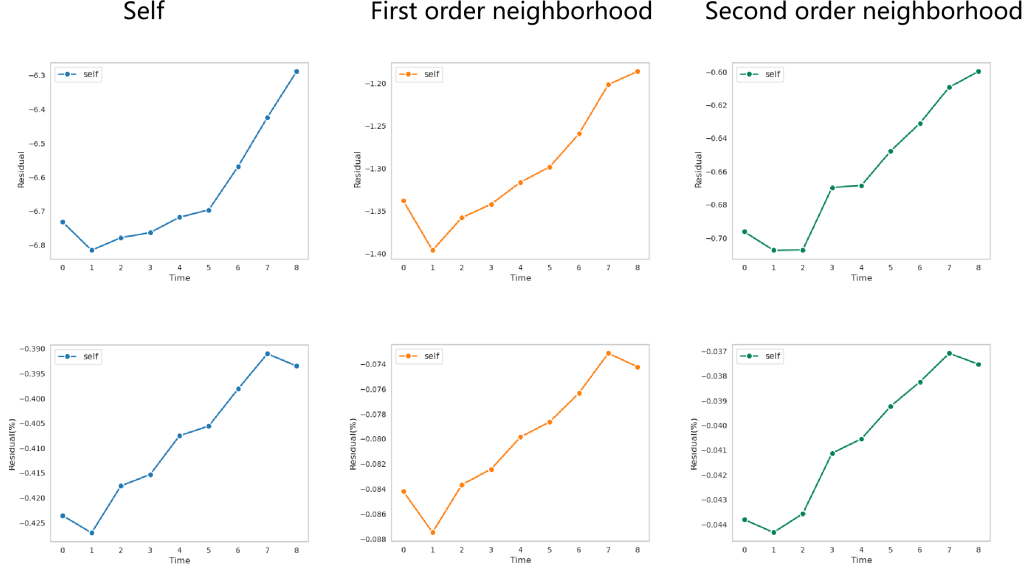 Self
First order neighborhood
Second order neighborhood
self
−6.3
−6.4
−6.5
−6.6
−6.7
−6.8
Residual
0 1 2 3 4 5 6 7 8
Time
self
−1.20
−1.25
−1.30
−1.35
−1.40
Residual
0 1 2 3 4 5 6 7 8
Time
self
−0.60
−0.62
−0.64
−0.66
−0.68
−0.70
Residual
0 1 2 3 4 5 6 7 8
Time
self
−0.390
−0.395
−0.400
−0.405
−0.410
−0.415
−0.420
−0.425
Residual(%)
0 1 2 3 4 5 6 7 8
Time
self
−0.074
−0.076
−0.078
−0.080
−0.082
−0.084
−0.086
−0.088
Residual(%)
0 1 2 3 4 5 6 7 8
Time
self
−0.037
−0.038
−0.039
−0.040
−0.041
−0.042
−0.043
−0.044
Residual(%)
0 1 2 3 4 5 6 7 8
Time